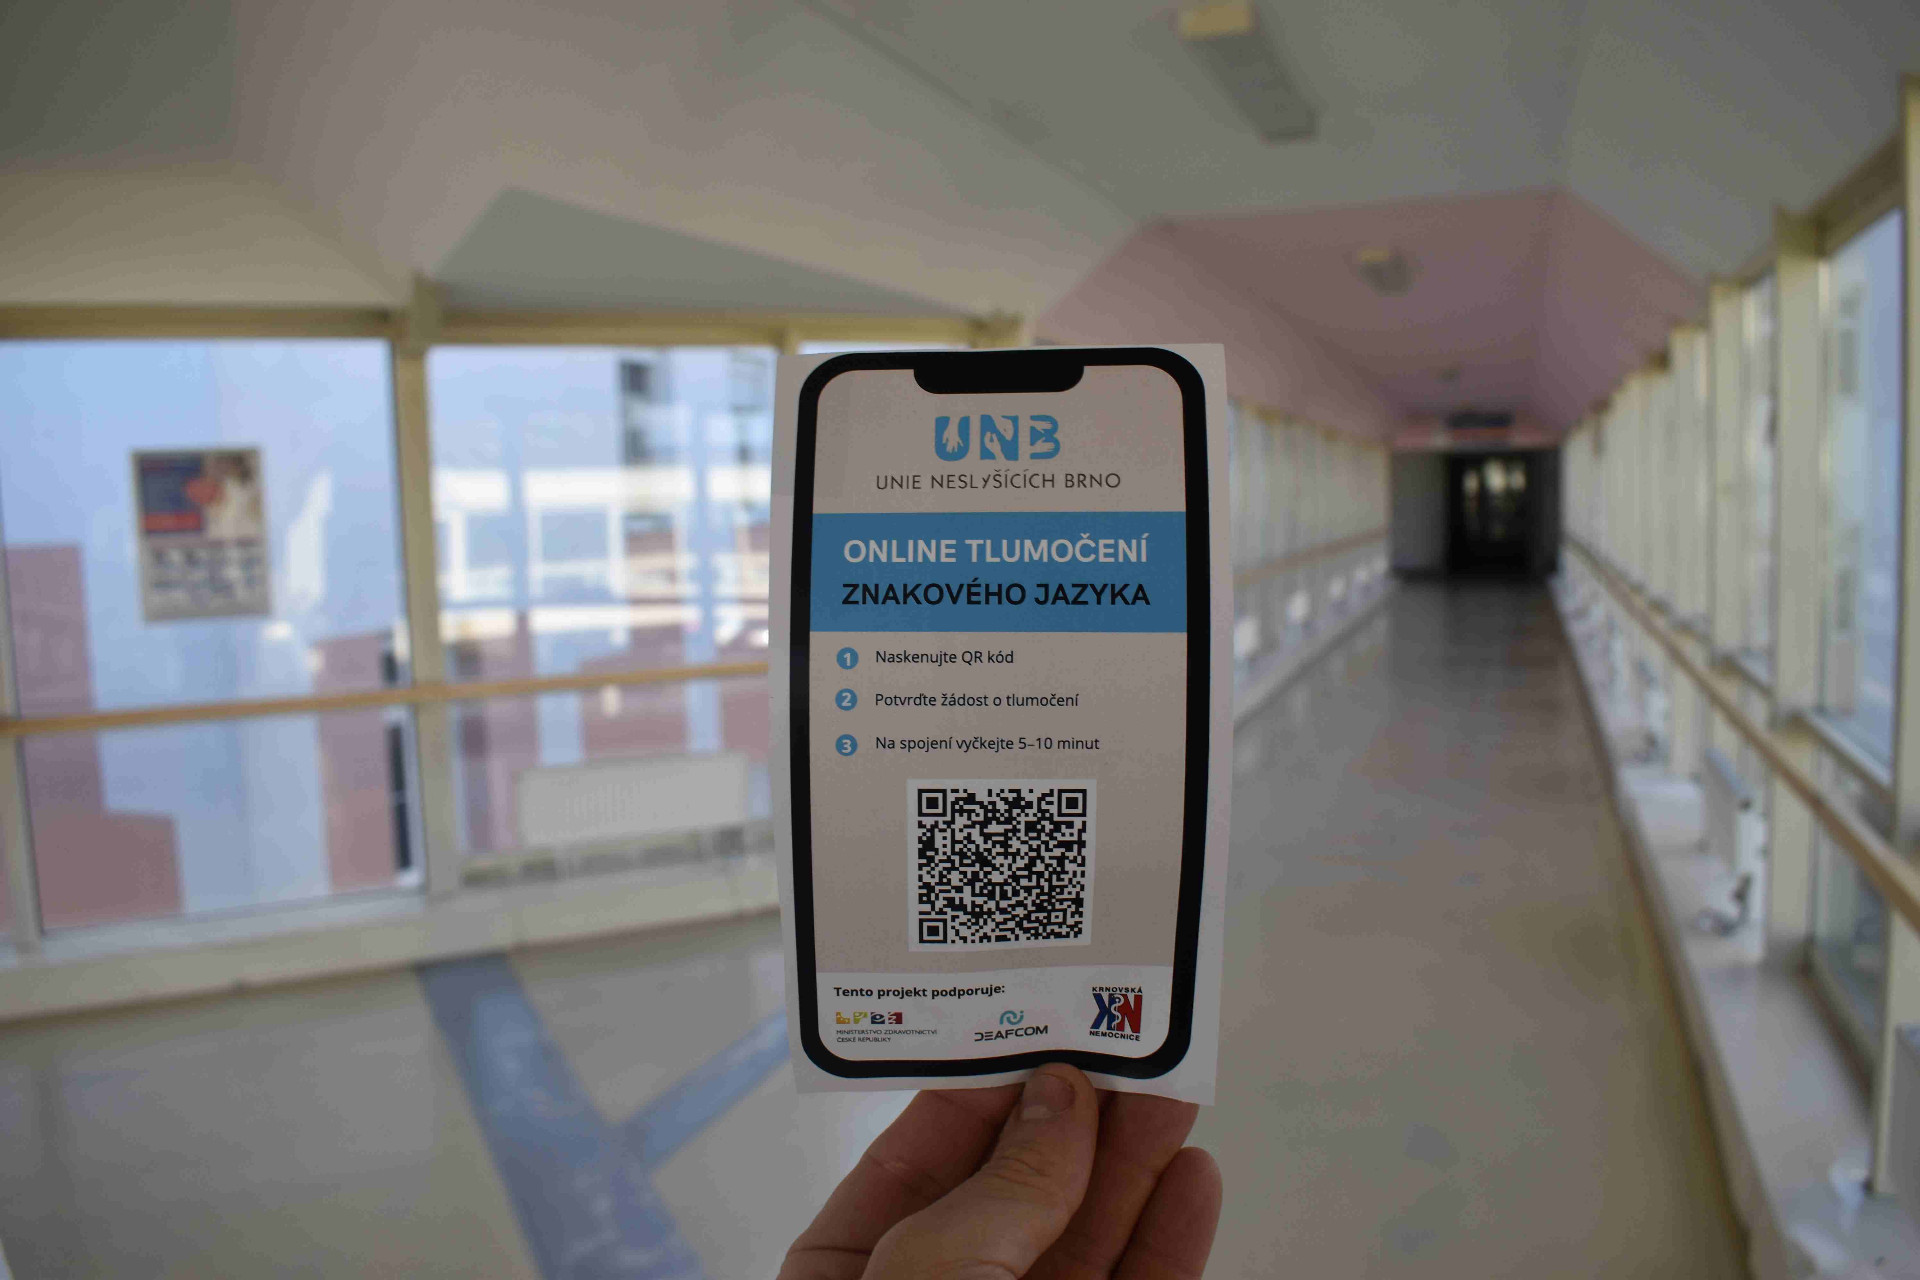 UNB
UNIE NESLYŠÍCÍCH BRNO
ONLINE TLUMOČENÍ
ZNAKOVÉHO JAZYKA
1 Naskenujte QR kód
2 Potvrďte žádost o tlumočení
3 Na spojení vyčkejte 5–10 minut
Tento projekt podporuje:
MINISTERSTVO ZDRAVOTNICTVÍ
ČESKÉ REPUBLIKY
DEAFCOM
KRNOVSKÁ
KN
NEMOCNICE